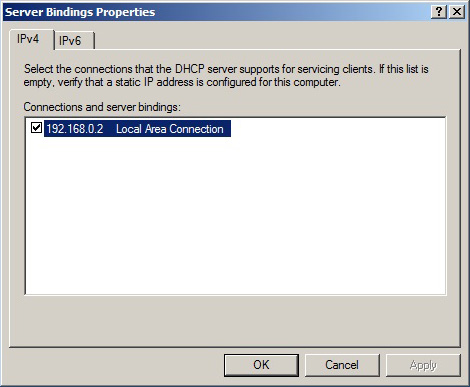 Server Bindings Properties
IPv4 IPv6
Select the connections that the DHCP server supports for servicing clients. If this list is
empty, verify that a static IP address is configured for this computer.
Connections and server bindings:
192.168.0.2 Local Area Connection
OK Cancel Apply